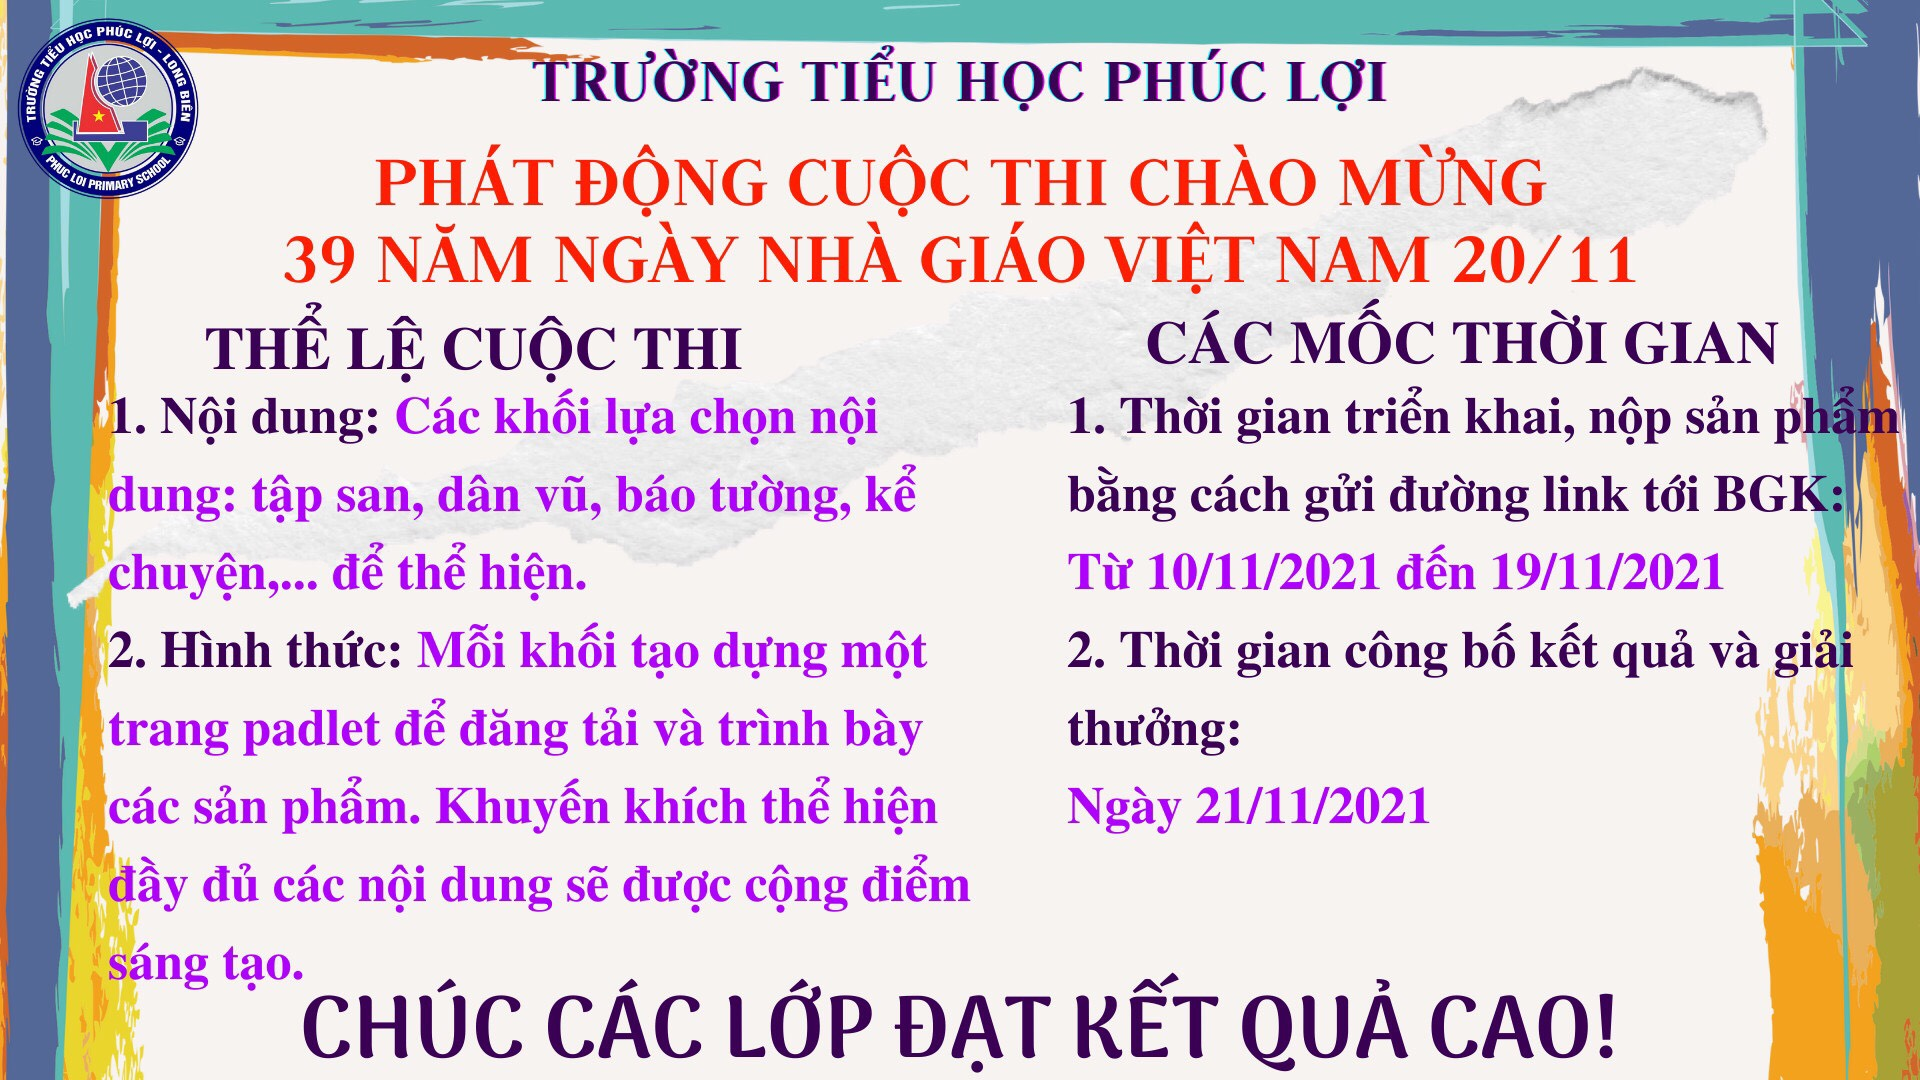 TRƯỜNG TIỂU HỌC PHÚC LỢI - LONG BIÊN
PHUC LOI PRIMARY SCHOOL
TRƯỜNG TIỂU HỌC PHÚC LỢI
PHÁT ĐỘNG CUỘC THI CHÀO MỪNG
39 NĂM NGÀY NHÀ GIÁO VIỆT NAM 20/11
THỂ LỆ CUỘC THI
1. Nội dung: Các khối lựa chọn nội
dung: tập san, dân vũ, báo tường, kể
chuyện,... để thể hiện.
2. Hình thức: Mỗi khối tạo dựng một
trang padlet để đăng tải và trình bày
các sản phẩm. Khuyến khích thể hiện
đầy đủ các nội dung sẽ được cộng điểm
sáng tạo.
CÁC MỐC THỜI GIAN
1. Thời gian triển khai, nộp sản phẩm
bằng cách gửi đường link tới BGK:
Từ 10/11/2021 đến 19/11/2021
2. Thời gian công bố kết quả và giải
thưởng:
Ngày 21/11/2021
CHÚC CÁC LỚP ĐẠT KẾT QUẢ CAO!